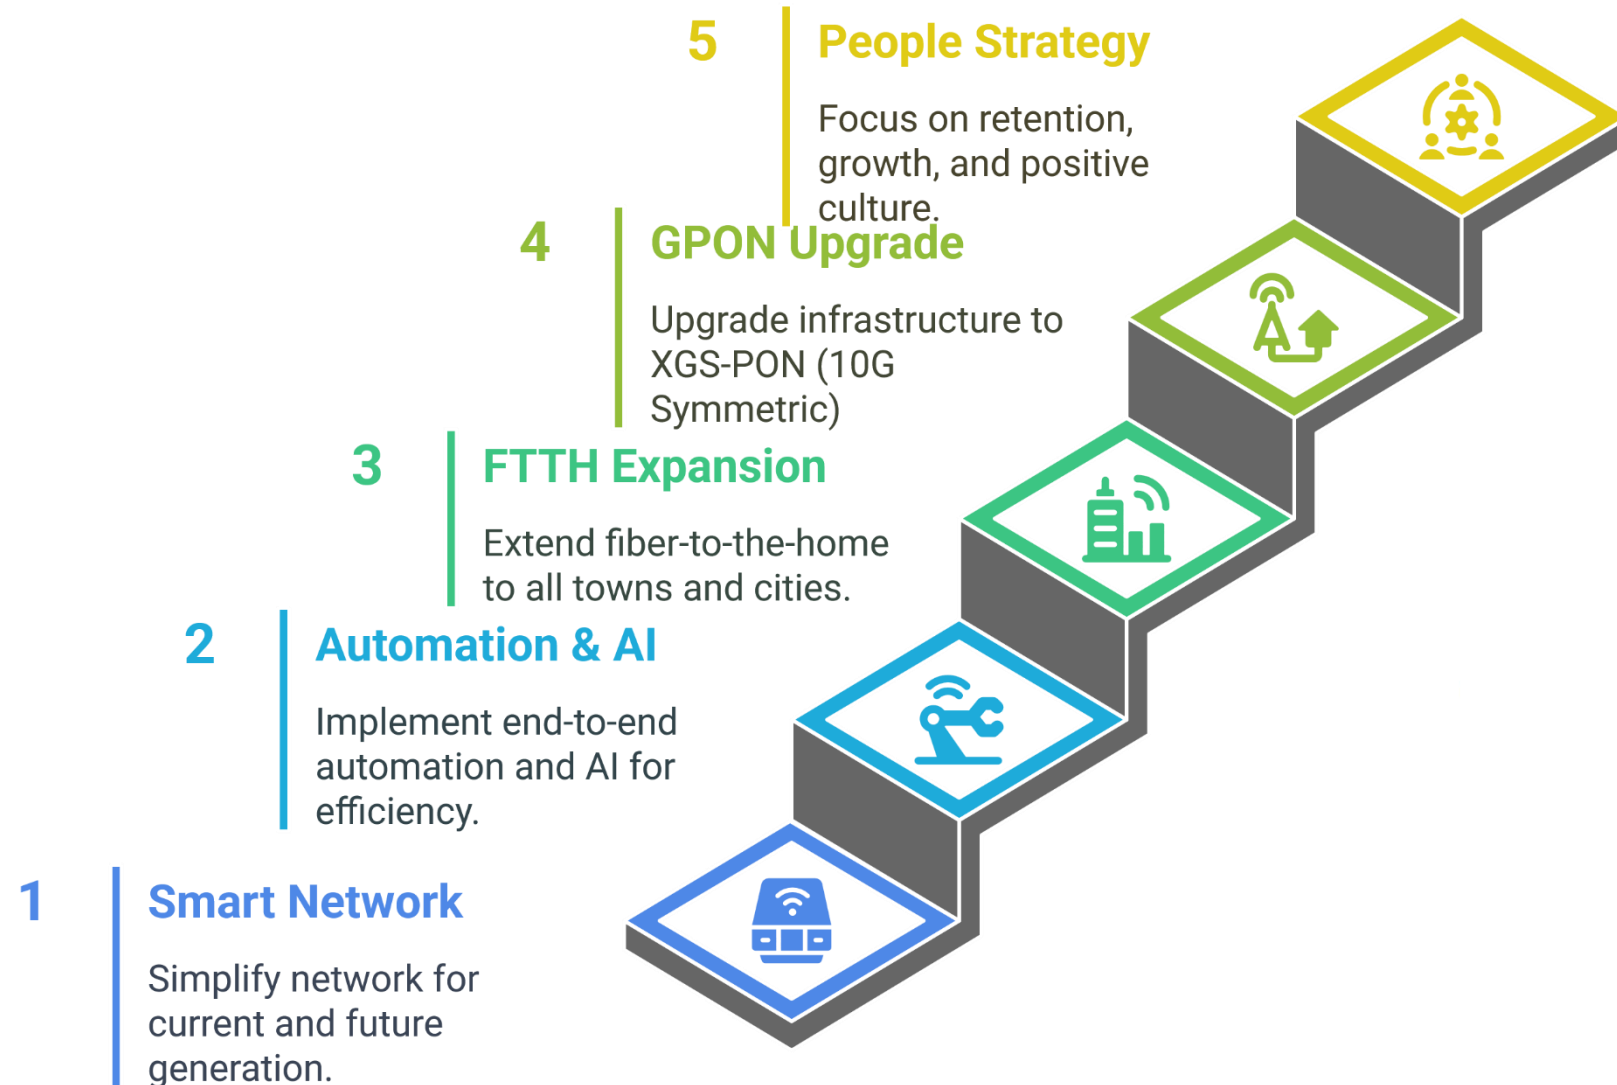 5
People Strategy
Focus on retention,
growth, and positive
culture.
4
GPON Upgrade
Upgrade infrastructure to
XGS-PON (10G
Symmetric)
3
FTTH Expansion
Extend fiber-to-the-home
to all towns and cities.
2
Automation & AI
Implement end-to-end
automation and AI for
efficiency.
1
Smart Network
Simplify network for
current and future
generation.